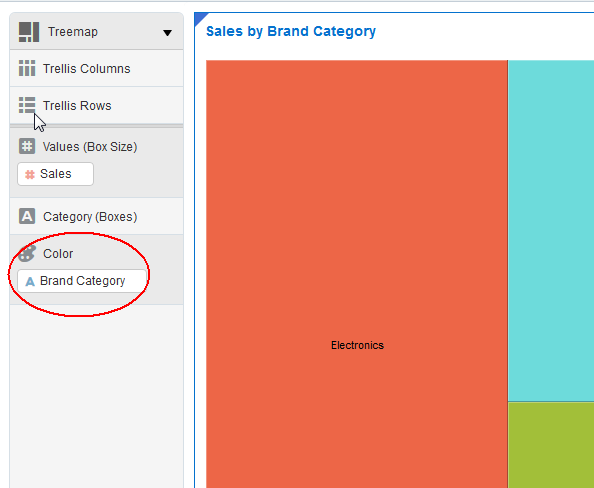 Treemap
Trellis Columns
Trellis Rows
Values (Box Size)
# Sales
Category (Boxes)
Color
A Brand Category
Sales by Brand Category
Electronics